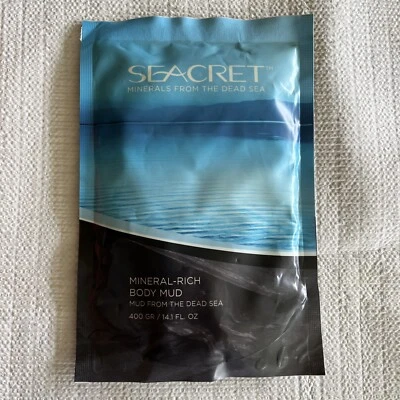 SEACRET™
MINERALS FROM THE DEAD SEA
MINERAL-RICH
BODY MUD
MUD FROM THE DEAD SEA
400 GR / 14.1 FL. OZ